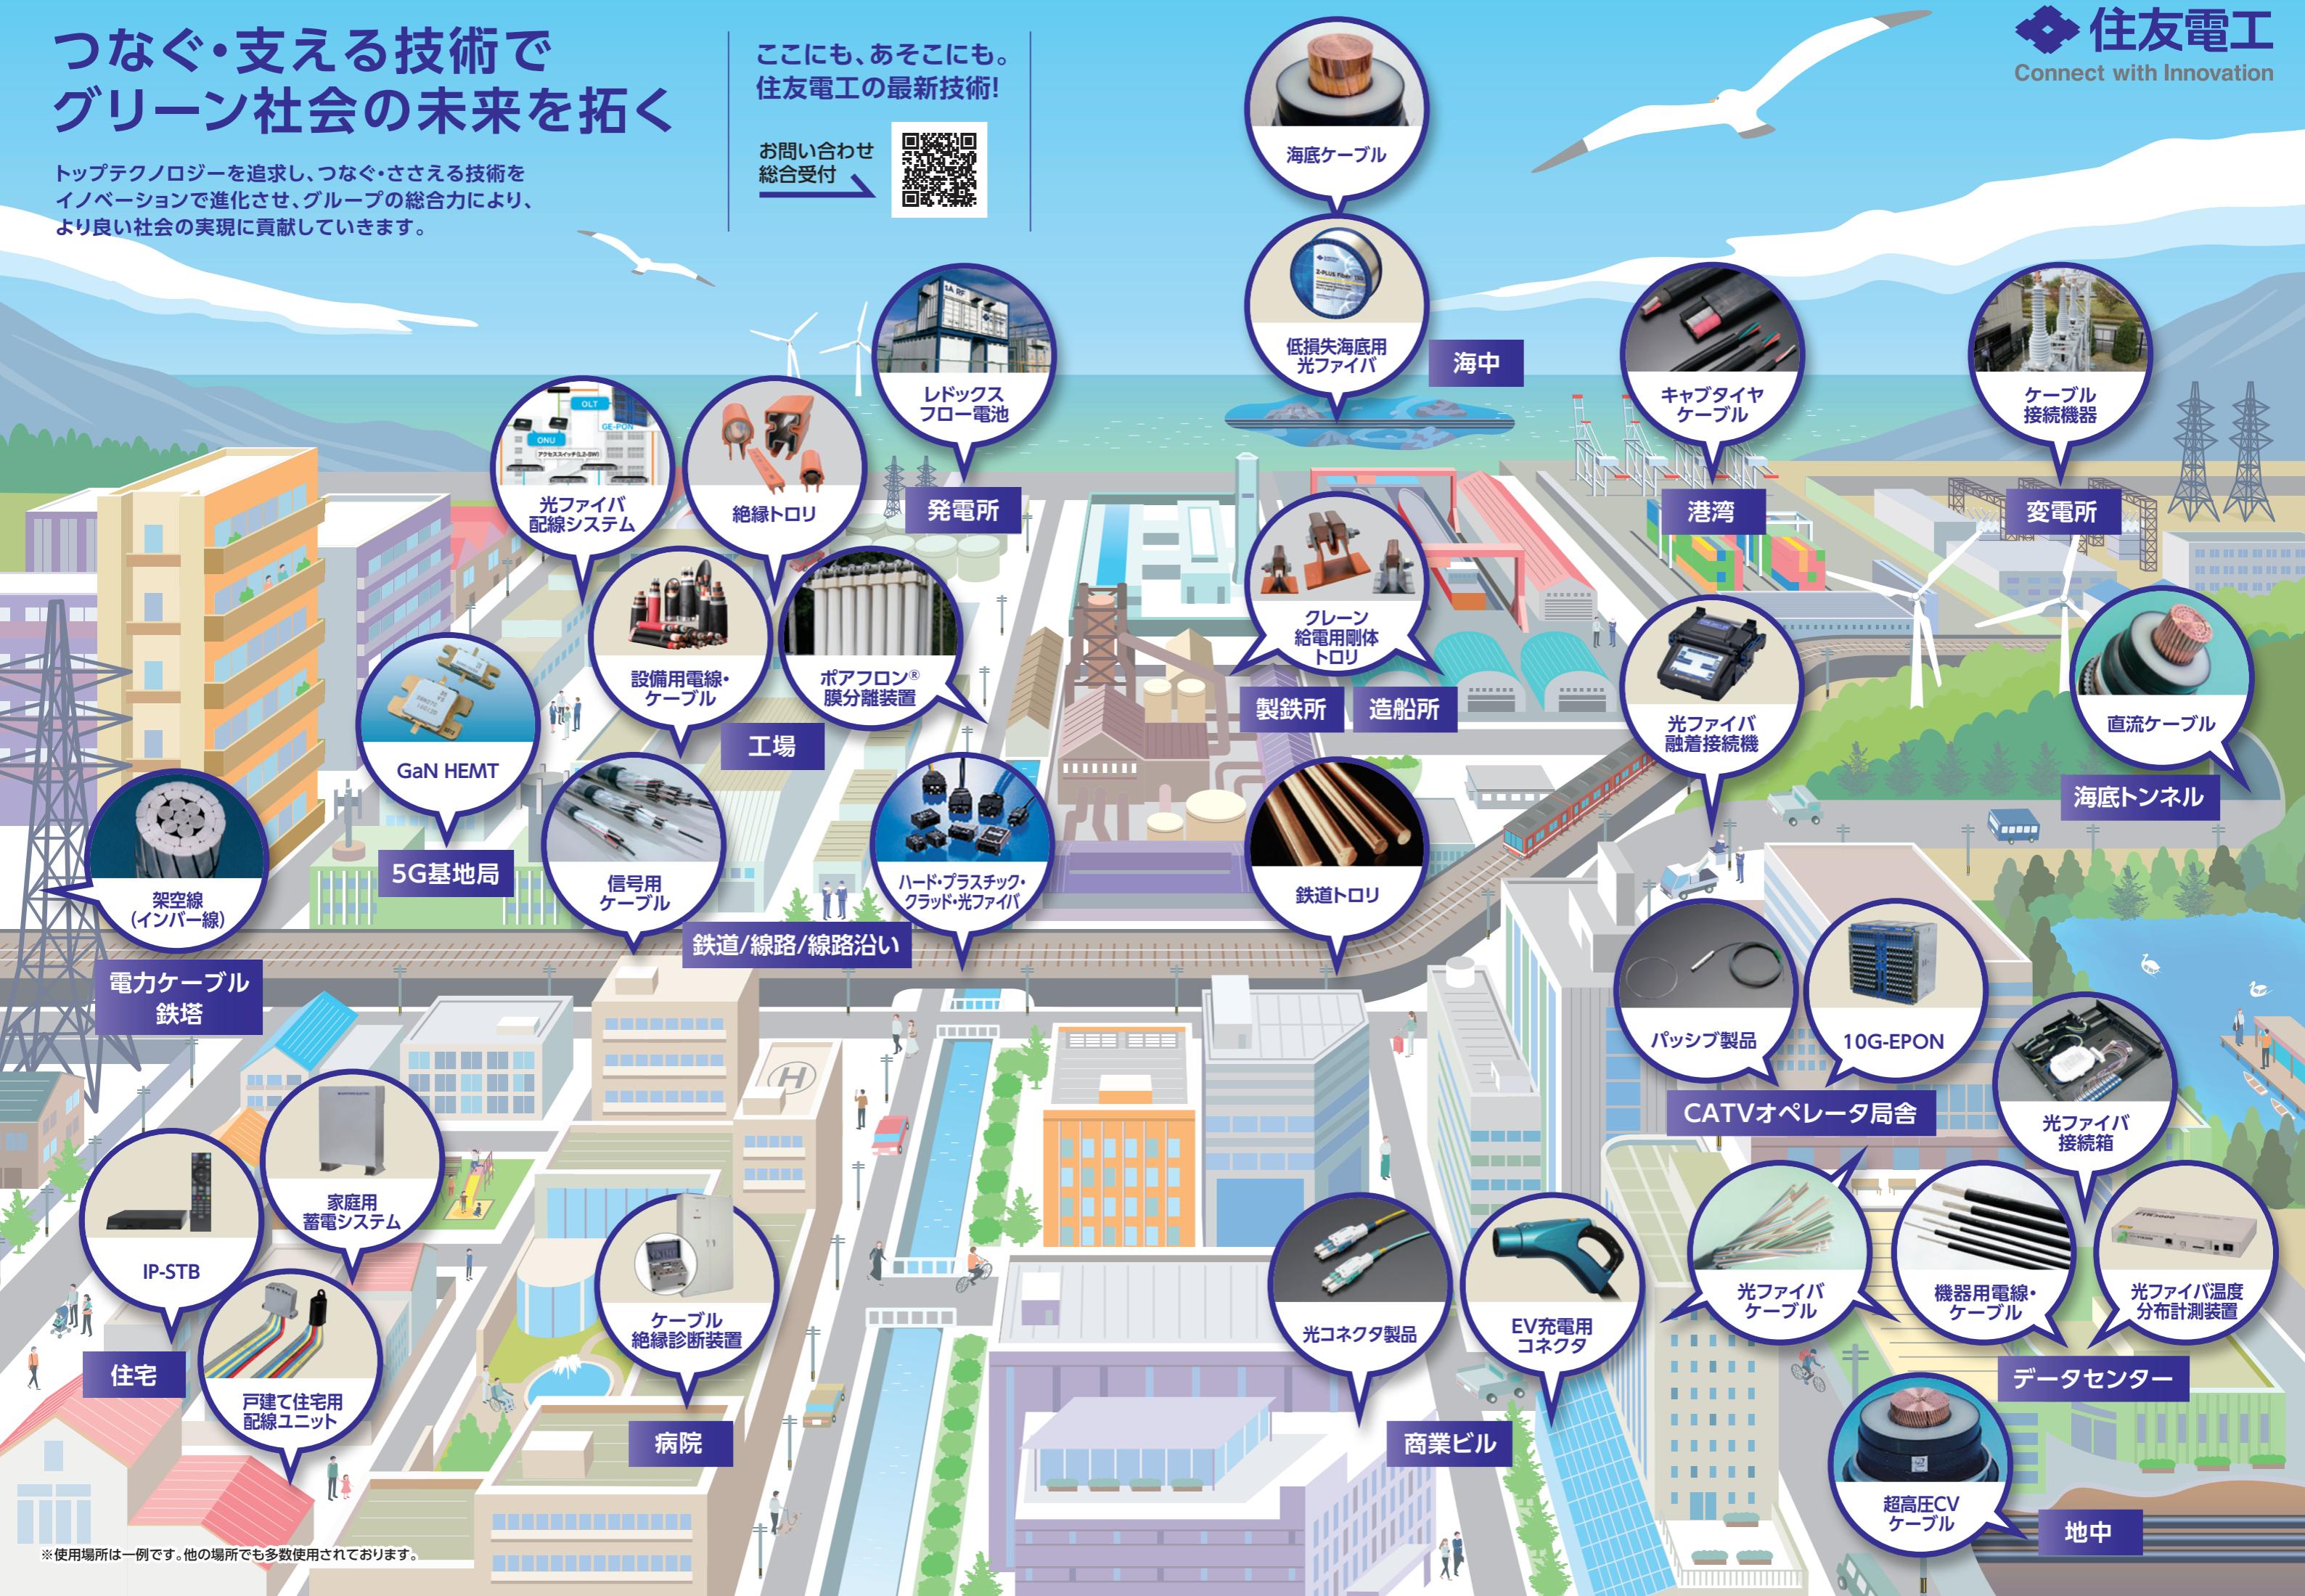 つなぐ・支える技術で
グリーン社会の未来を拓く
トップテクノロジーを追求し、つなぐ・ささえる技術を
イノベーションで進化させ、グループの総合力により、
より良い社会の実現に貢献していきます。
ここにも、あそこにも。
住友電工の最新技術!
お問い合わせ
総合受付
住友電工
Connect with Innovation
海底ケーブル
Z-PLUS Fiber
低損失海底用
光ファイバ
海中
レドックス
フロー電池
発電所
キャブタイヤ
ケーブル
港湾
ケーブル
接続機器
変電所
OLT
GE-PON
ONU
アクセススイッチ(L2-SW)
光ファイバ
配線システム
絶縁トロリ
設備用電線・
ケーブル
ポアフロン®
膜分離装置
工場
クレーン
給電用剛体
トロリ
製鉄所
造船所
光ファイバ
融着接続機
直流ケーブル
海底トンネル
GaN HEMT
5G基地局
架空線
(インバー線)
電力ケーブル
鉄塔
信号用
ケーブル
ハード・プラスチック・
クラッド・光ファイバ
鉄道トロリ
鉄道/線路/線路沿い
パッシブ製品
10G-EPON
CATVオペレータ局舎
光ファイバ
接続箱
H
家庭用
蓄電システム
IP-STB
戸建て住宅用
配線ユニット
住宅
ケーブル
絶縁診断装置
病院
光コネクタ製品
EV充電用
コネクタ
商業ビル
光ファイバ
ケーブル
機器用電線・
ケーブル
光ファイバ温度
分布計測装置
データセンター
超高圧CV
ケーブル
地中
※使用場所は一例です。他の場所でも多数使用されております。